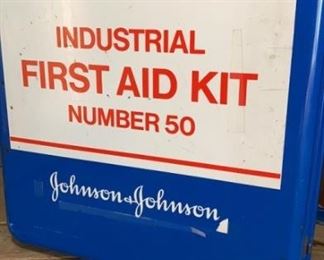 INDUSTRIAL
FIRST AID KIT
NUMBER 50
Johnson & Johnson